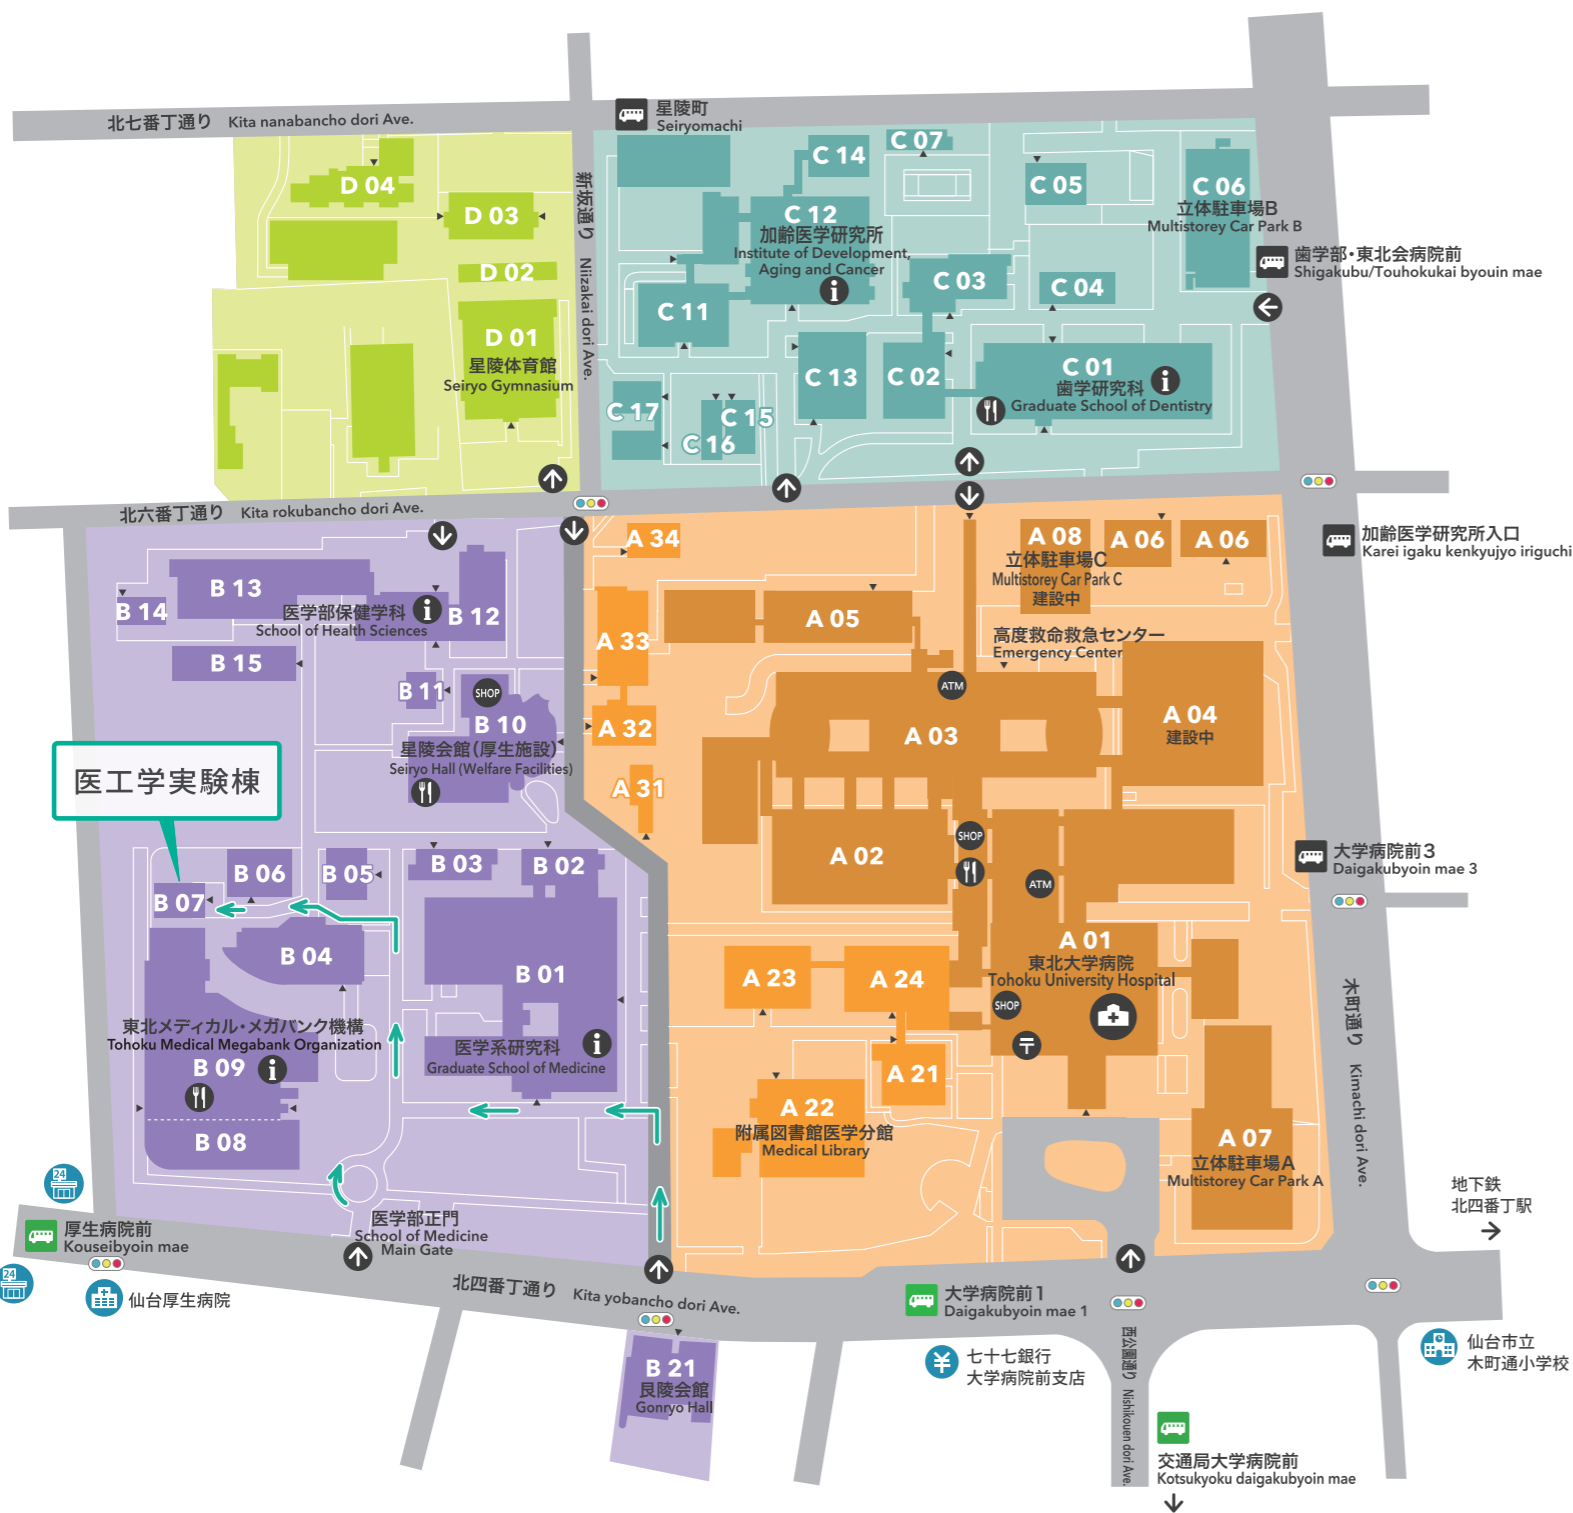 北七番丁通り Kita nanabancho dori Ave.
星陵町
Seiryomachi
新坂通り Niizakai dori Ave.
D 04
D 03
D 02
D 01
星陵体育館
Seiryo Gymnasium
C 14
C 07
C 05
C 06
立体駐車場B
Multistorey Car Park B
C 12
加齢医学研究所
Institute of Development,
Aging and Cancer
C 11
C 03
C 04
C 13
C 02
C 01
歯学研究科
Graduate School of Dentistry
C 17
C 16
C 15
歯学部・東北会病院前
Shigakubu/Touhokukai byouin mae
北六番丁通り Kita rokubancho dori Ave.
加齢医学研究所入口
Karei igaku kenkyujyo iriguchi
B 13
B 14
医学部保健学科
School of Health Sciences
B 12
B 15
B 11
SHOP
B 10
星陵会館(厚生施設)
Seiryo Hall (Welfare Facilities)
医工学実験棟
B 03
B 02
B 06
B 05
B 07
B 04
B 01
医学系研究科
Graduate School of Medicine
東北メディカル・メガバンク機構
Tohoku Medical Megabank Organization
B 09
B 08
医学部正門
School of Medicine
Main Gate
A 34
A 33
A 32
A 31
A 08
立体駐車場C
Multistorey Car Park C
建設中
A 06
A 06
A 05
高度救命救急センター
Emergency Center
ATM
A 03
A 04
建設中
A 02
SHOP
ATM
A 01
東北大学病院
Tohoku University Hospital
SHOP
〒
A 23
A 24
A 21
A 22
附属図書館医学分館
Medical Library
A 07
立体駐車場A
Multistorey Car Park A
大学病院前3
Daigakubyoin mae 3
木町通り Kimachi dori Ave.
地下鉄
北四番丁駅
24
厚生病院前
Kouseibyoin mae
24
仙台厚生病院
北四番丁通り Kita yobancho dori Ave.
B 21
艮陵会館
Gonryo Hall
大学病院前1
Daigakubyoin mae 1
¥
七十七銀行
大学病院前支店
西公園通り Nishikouen dori Ave.
交通局大学病院前
Kotsukyoku daigakubyoin mae
仙台市立
木町通小学校